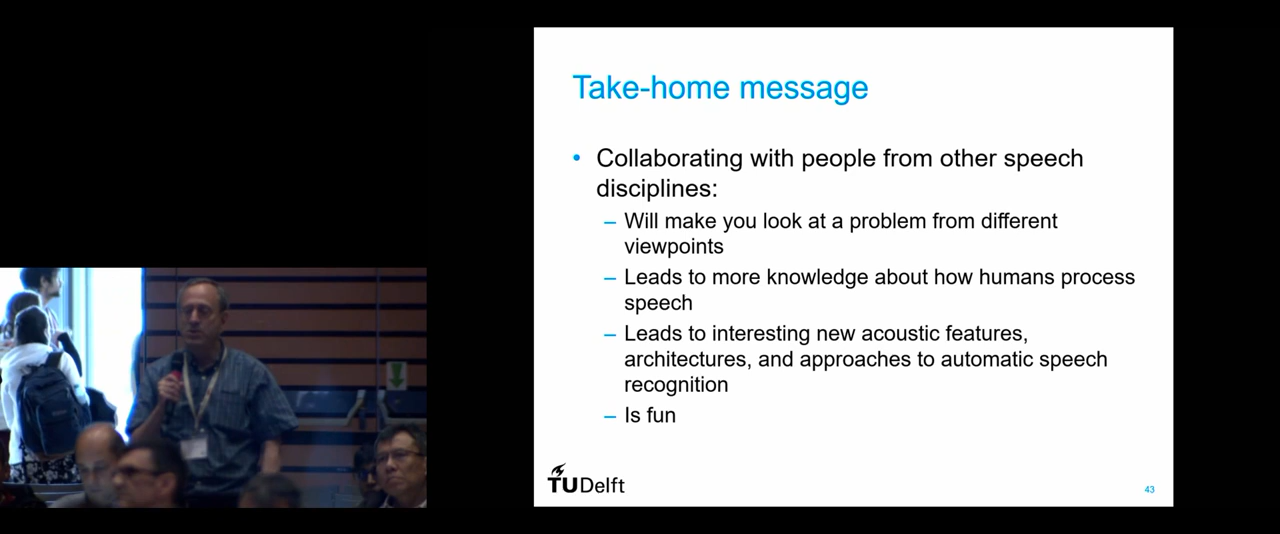 Take-home message
• Collaborating with people from other speech
disciplines:
– Will make you look at a problem from different
viewpoints
– Leads to more knowledge about how humans process
speech
– Leads to interesting new acoustic features,
architectures, and approaches to automatic speech
recognition
– Is fun
TUDelft
43